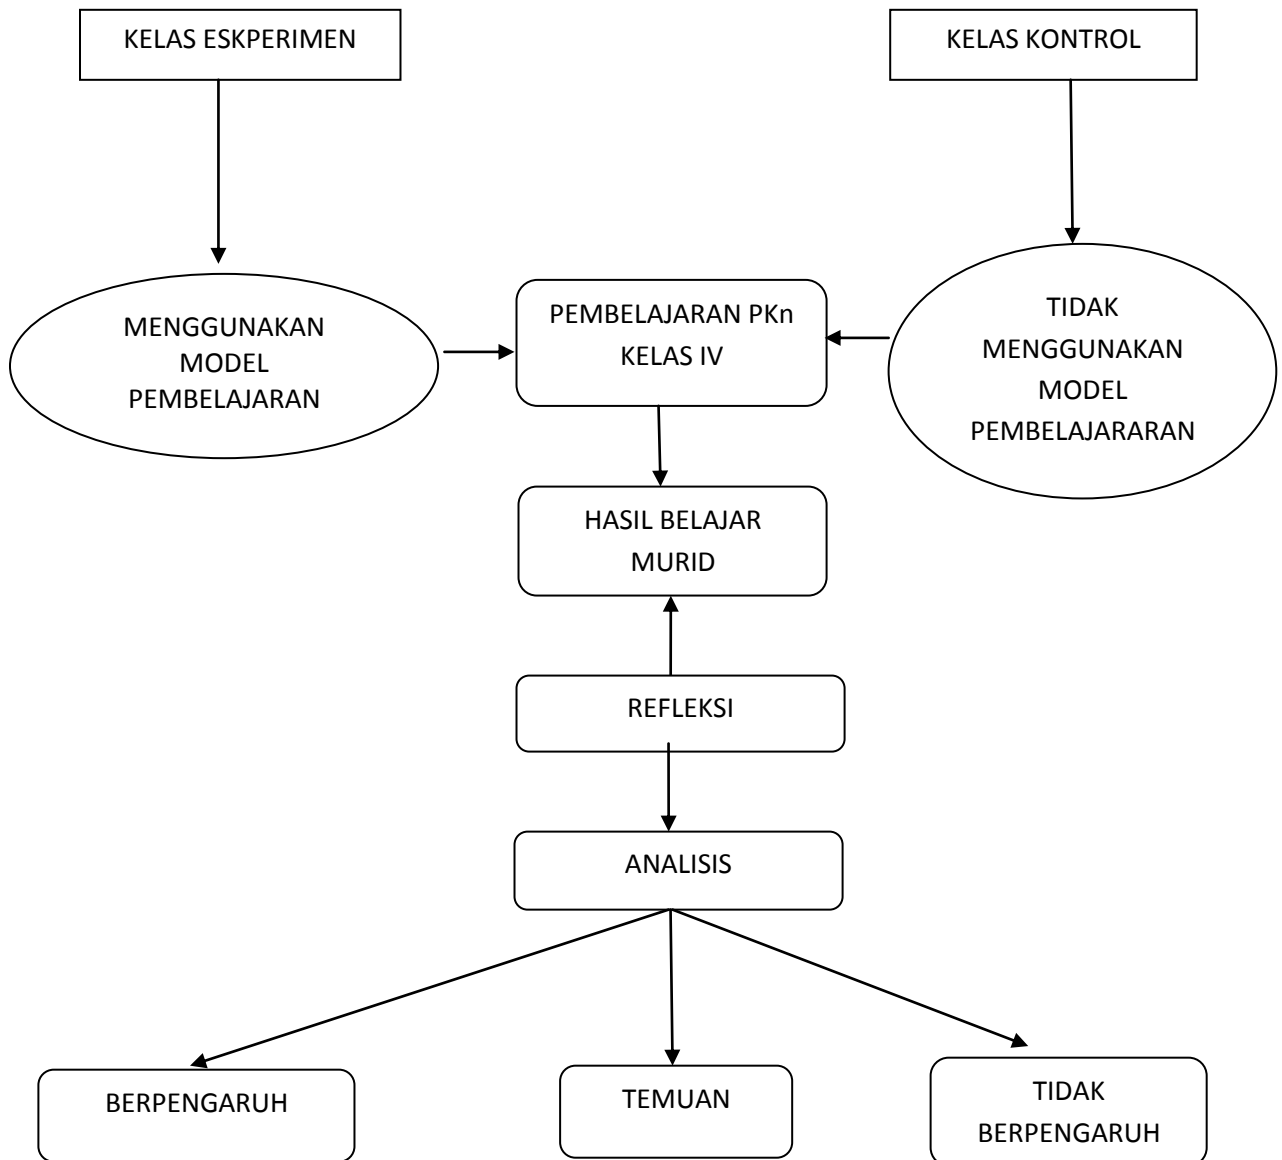 KELAS ESKPERIMEN
KELAS KONTROL
MENGGUNAKAN
MODEL
PEMBELAJARAN
PEMBELAJARAN PKn
KELAS IV
TIDAK
MENGGUNAKAN
MODEL
PEMBELAJARARAN
HASIL BELAJAR
MURID
REFLEKSI
ANALISIS
BERPENGARUH
TEMUAN
TIDAK
BERPENGARUH